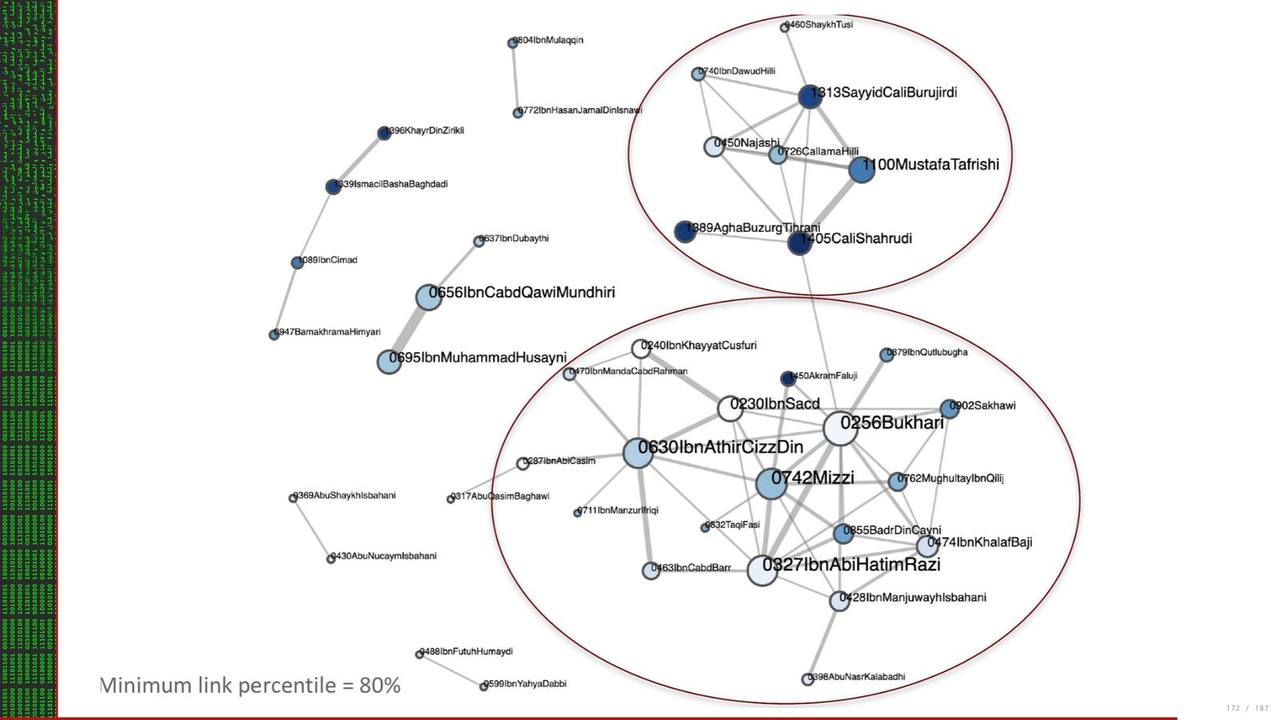 0460ShaykhTusi
0804IbnMulaqqin
0740IbnDawudHilli
1313SayyidCaliBurujirdi
0772IbnHasanJamalDinIsnawi
1396KhayrDinZirikli
0450Najashi
0726CallamaHilli
1100MustafaTafrishi
1339IsmacilBashaBaghdadi
1389AghaBuzurgTihrani
0637IbnDubaythi
1405CaliShahrudi
1089IbnCimad
0656IbnCabdQawiMundhiri
0947BamakhramaHimyari
0240IbnKhayyatCusfuri
0879IbnQutlubugha
0695IbnMuhammadHusayni
0470IbnMandaCabdRahman
1450AkramFaluji
0230IbnSacd
0902Sakhawi
0256Bukhari
0630IbnAthirCizzDin
0287IbnAbiCasim
0742Mizzi
0762MughultayIbnQilij
0369AbuShaykhIsbahani
0317AbuQasimBaghawi
0711IbnManzurIfriqi
0832TaqiFasi
0855BadrDinCayni
0474IbnKhalafBaji
0430AbuNucaymIsbahani
0463IbnCabdBarr
0327IbnAbiHatimRazi
0428IbnManjuwayhIsbahani
0488IbnFutuhHumaydi
0398AbuNasrKalabadhi
0599IbnYahyaDabbi
Minimum link percentile = 80%
172 / 187